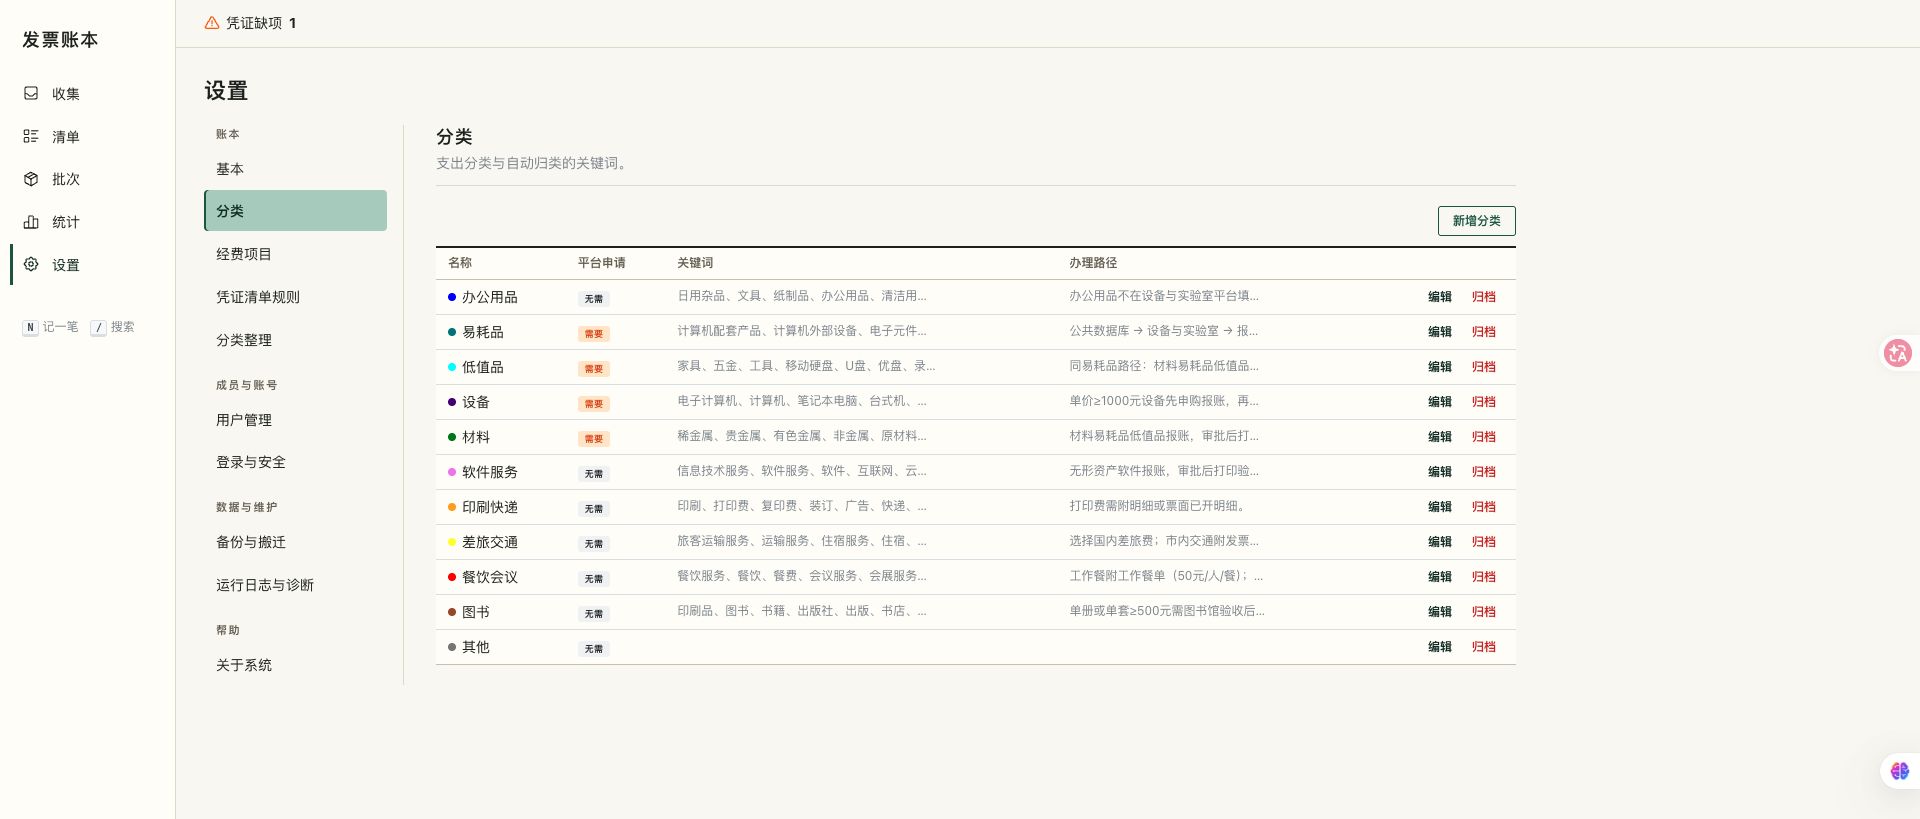 发票账本
收集
清单
批次
统计
设置
N 记一笔 / 搜索
凭证缺项 1
设置
账本
基本
分类
经费项目
凭证清单规则
分类整理
成员与账号
用户管理
登录与安全
数据与维护
备份与搬迁
运行日志与诊断
帮助
关于系统
分类
支出分类与自动归类的关键词。
新增分类
名称 平台申请 关键词 办理路径
办公用品 无需 日用杂品、文具、纸制品、办公用品、清洁用... 办公用品不在设备与实验室平台填... 编辑 归档
易耗品 需要 计算机配套产品、计算机外部设备、电子元件... 公共数据库 → 设备与实验室 → 报... 编辑 归档
低值品 需要 家具、五金、工具、移动硬盘、U盘、优盘、录... 同易耗品路径；材料易耗品低值品... 编辑 归档
设备 需要 电子计算机、计算机、笔记本电脑、台式机、... 单价≥1000元设备先申购报账，再... 编辑 归档
材料 需要 稀金属、贵金属、有色金属、非金属、原材料... 材料易耗品低值品报账，审批后打... 编辑 归档
软件服务 无需 信息技术服务、软件服务、软件、互联网、云... 无形资产软件报账，审批后打印验... 编辑 归档
印刷快递 无需 印刷、打印费、复印费、装订、广告、快递、... 打印费需附明细或票面已开明细。 编辑 归档
差旅交通 无需 旅客运输服务、运输服务、住宿服务、住宿、... 选择国内差旅费；市内交通附发票... 编辑 归档
餐饮会议 无需 餐饮服务、餐饮、餐费、会议服务、会展服务... 工作餐附工作餐单（50元/人/餐）；... 编辑 归档
图书 无需 印刷品、图书、书籍、出版社、出版、书店、... 单册或单套≥500元需图书馆验收后... 编辑 归档
其他 无需 编辑 归档